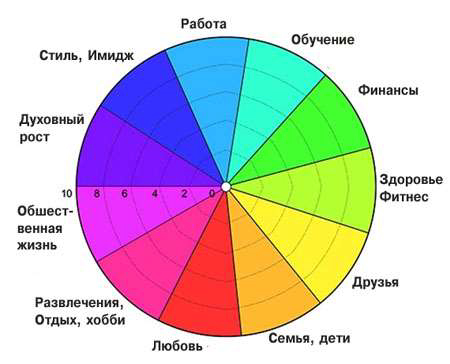 Работа
Обучение
Стиль, Имидж
Финансы
Духовный
рост
Здоровье
Фитнес
10 8 6 4 2 0
Обшест-
венная
жизнь
Друзья
Развлечения,
Отдых, хобби
Семья, дети
Любовь